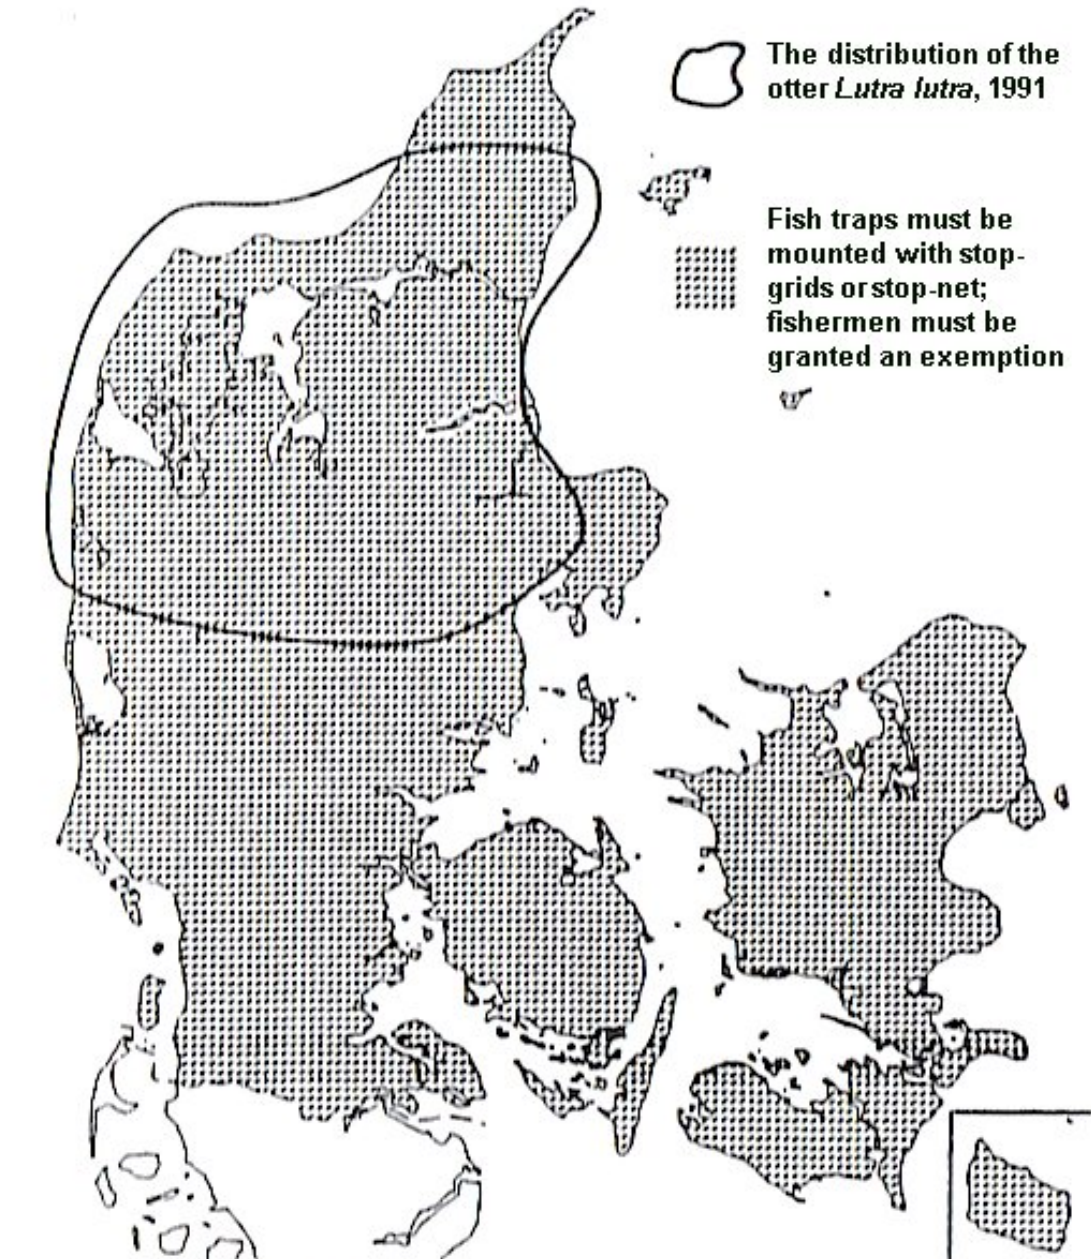 The distribution of the
otter Lutra lutra, 1991
Fish traps must be
mounted with stop-
grids or stop-net;
fishermen must be
granted an exemption